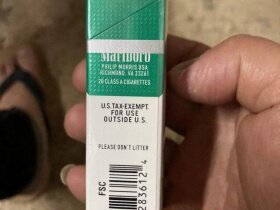 Marlboro
PHILIP MORRIS USA
RICHMOND, VA 23261
20 CLASS A CIGARETTES
U.S. TAX-EXEMPT.
FOR USE
OUTSIDE U.S.
PLEASE DON'T LITTER
FSC
283612 4